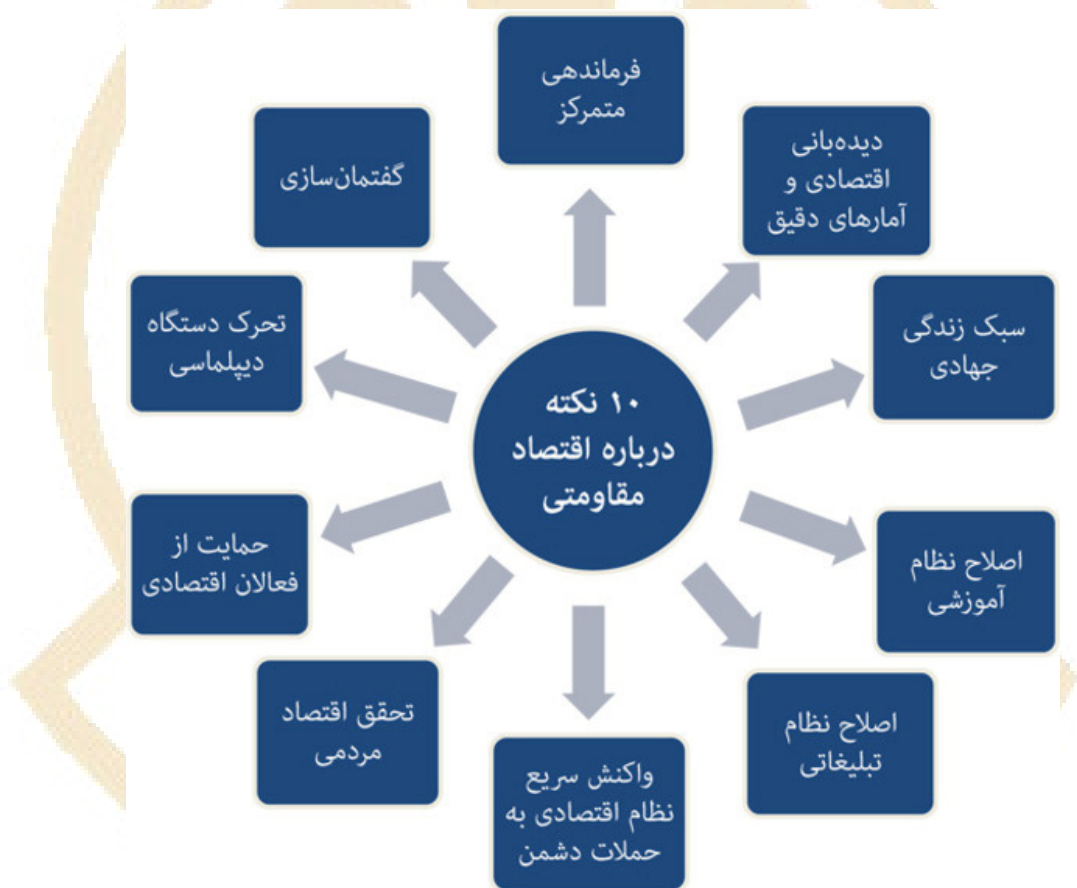 ۱۰ نکته
درباره اقتصاد
مقاومتی
فرماندهی
متمرکز
دیده‌بانی
اقتصادی و
آمارهای دقیق
سبک زندگی
جهادی
اصلاح نظام
آموزشی
اصلاح نظام
تبلیغاتی
واکنش سریع
نظام اقتصادی به
حملات دشمن
تحقق اقتصاد
مردمی
حمایت از
فعالان اقتصادی
تحرک دستگاه
دیپلماسی
گفتمان‌سازی